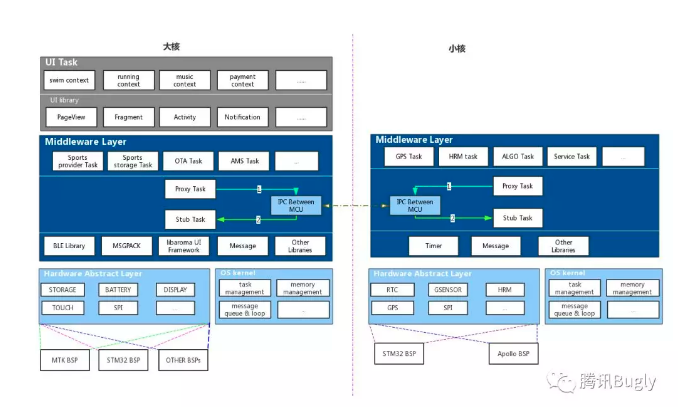 大核
小核
UI Task
swim context
running
context
music
context
payment
context
......
UI library
PageView
Fragment
Activity
Notification
......
Middleware Layer
Sports
provider Task
Sports
storage Task
OTA Task
AMS Task
...
Proxy Task
1
IPC Between
MCU
Stub Task
2
BLE Library
MSGPACK
libaroma UI
Framework
Message
Other
Libraries
Middleware Layer
GPS Task
HRM task
ALGO Task
Service Task
...
Proxy Task
1
IPC Between
MCU
Stub Task
2
Timer
Message
Other
Libraries
Hardware Abstract Layer
STORAGE
BATTERY
DISPLAY
TOUCH
SPI
...
OS kernel
task
management
memory
management
message
queue & loop
...
Hardware Abstract Layer
RTC
GSENSOR
HRM
GPS
SPI
...
OS kernel
task
management
memory
management
message
queue & loop
...
MTK BSP
STM32 BSP
OTHER BSPs
STM32 BSP
Apollo BSP
腾讯Bugly